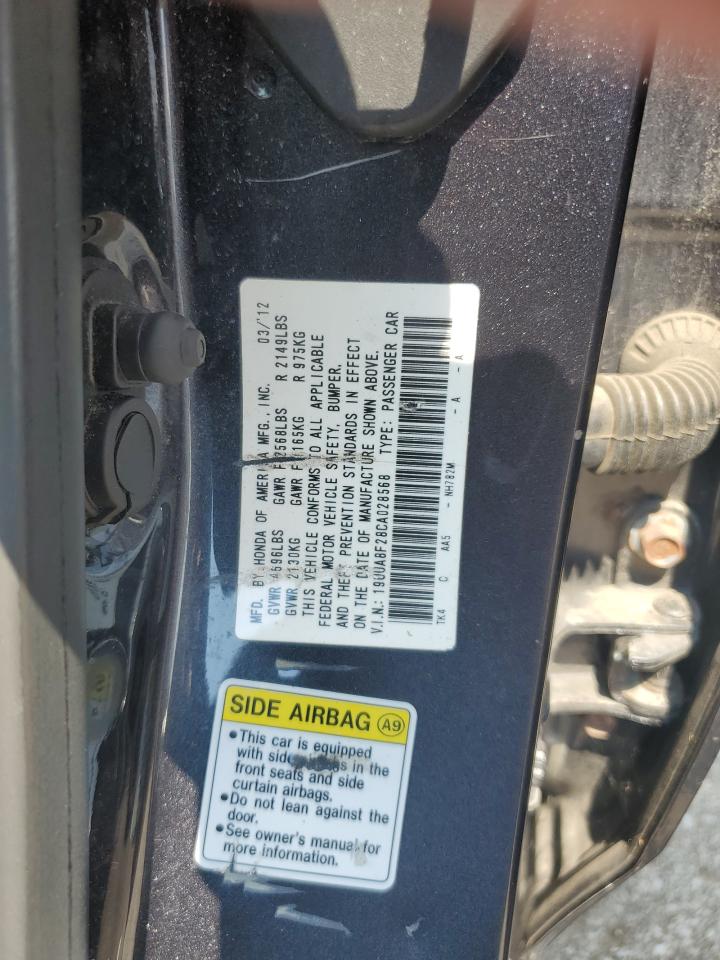 MFD. BY HONDA OF AMERICA MFG., INC. 03/'12
GVWR 4696LBS GAWR F 2568LBS R 2149LBS
GVWR 2130KG GAWR F 1165KG R 975KG
THIS VEHICLE CONFORMS TO ALL APPLICABLE
FEDERAL MOTOR VEHICLE SAFETY, BUMPER,
AND THEFT PREVENTION STANDARDS IN EFFECT
ON THE DATE OF MANUFACTURE SHOWN ABOVE.
V.I.N.: 19UUA8F28CA028568 TYPE: PASSENGER CAR
TK4 C AA5 - NH782M - A - A
SIDE AIRBAG A9
• This car is equipped
with side airbags in the
front seats and side
curtain airbags.
• Do not lean against the
door.
• See owner's manual for
more information.